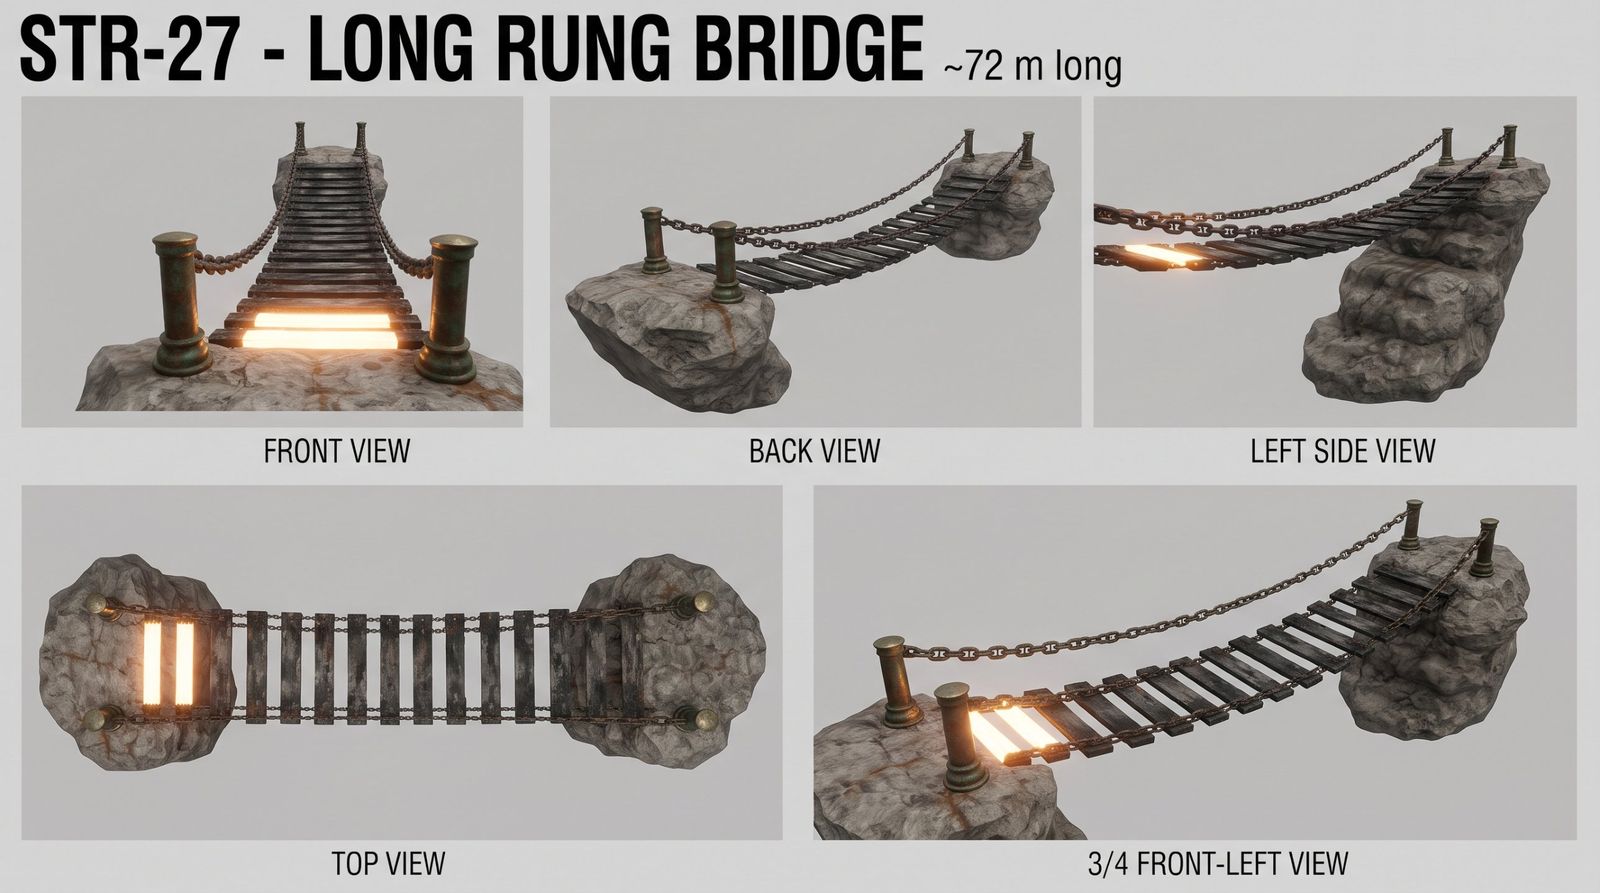 STR-27 - LONG RUNG BRIDGE ~72 m long
FRONT VIEW
BACK VIEW
LEFT SIDE VIEW
TOP VIEW
3/4 FRONT-LEFT VIEW